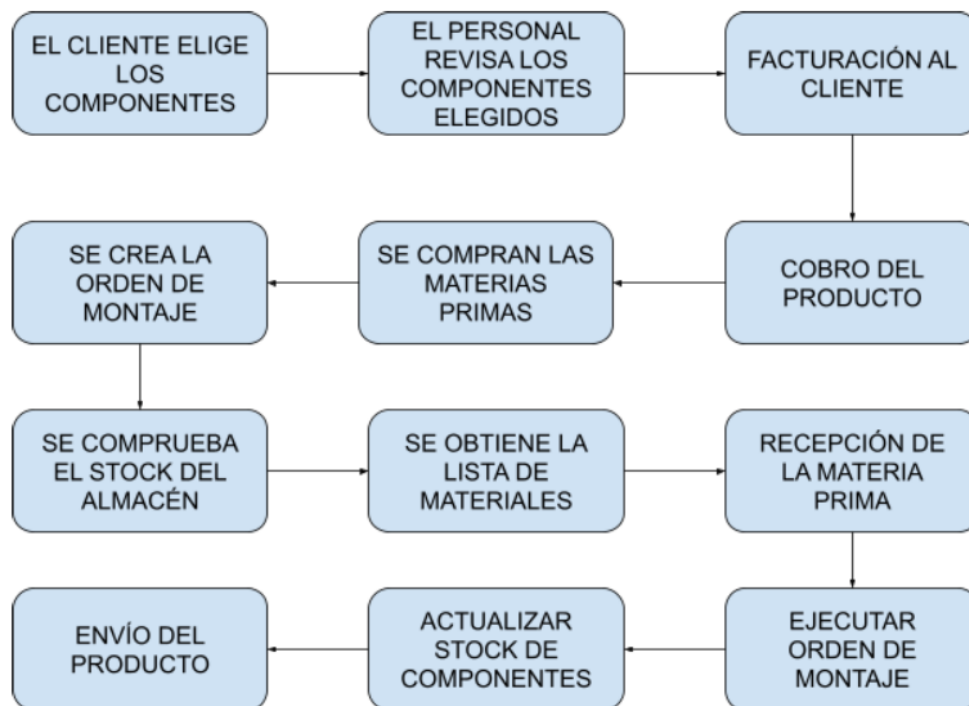 EL CLIENTE ELIGE
LOS
COMPONENTES
EL PERSONAL
REVISA LOS
COMPONENTES
ELEGIDOS
FACTURACIÓN AL
CLIENTE
COBRO DEL
PRODUCTO
SE COMPRAN LAS
MATERIAS
PRIMAS
SE CREA LA
ORDEN DE
MONTAJE
SE COMPRUEBA
EL STOCK DEL
ALMACÉN
SE OBTIENE LA
LISTA DE
MATERIALES
RECEPCIÓN DE
LA MATERIA
PRIMA
EJECUTAR
ORDEN DE
MONTAJE
ACTUALIZAR
STOCK DE
COMPONENTES
ENVÍO DEL
PRODUCTO